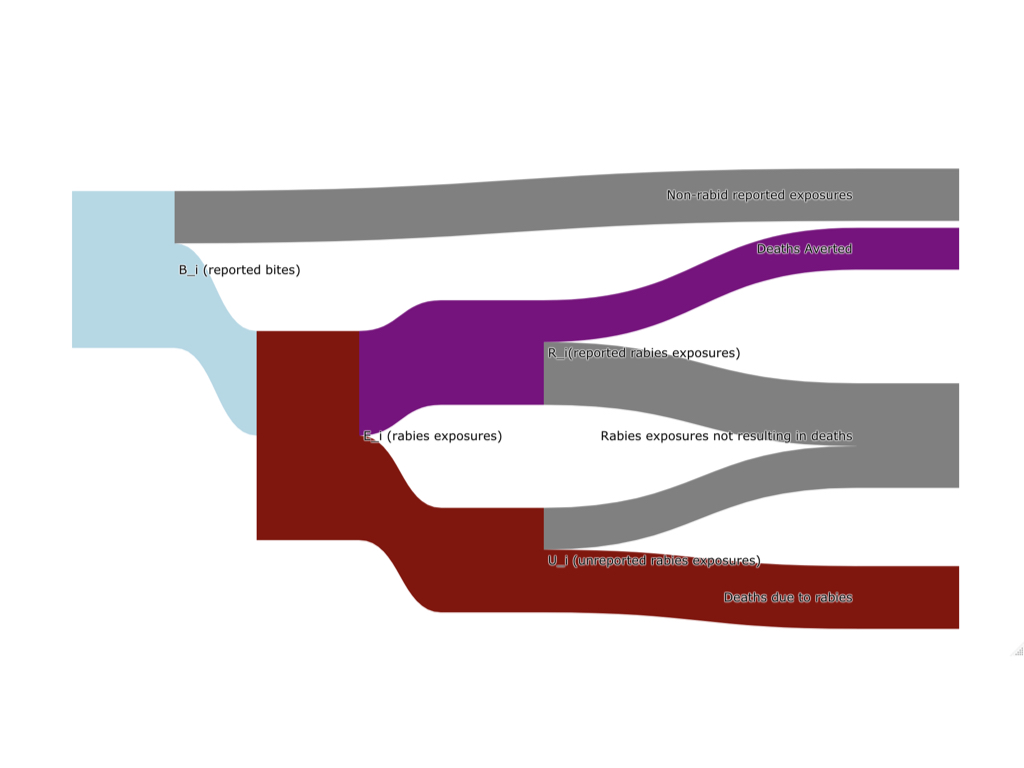 Non-rabid reported exposures
Deaths Averted
B_i (reported bites)
R_i(reported rabies exposures)
E_i (rabies exposures)
Rabies exposures not resulting in deaths
U_i (unreported rabies exposures)
Deaths due to rabies